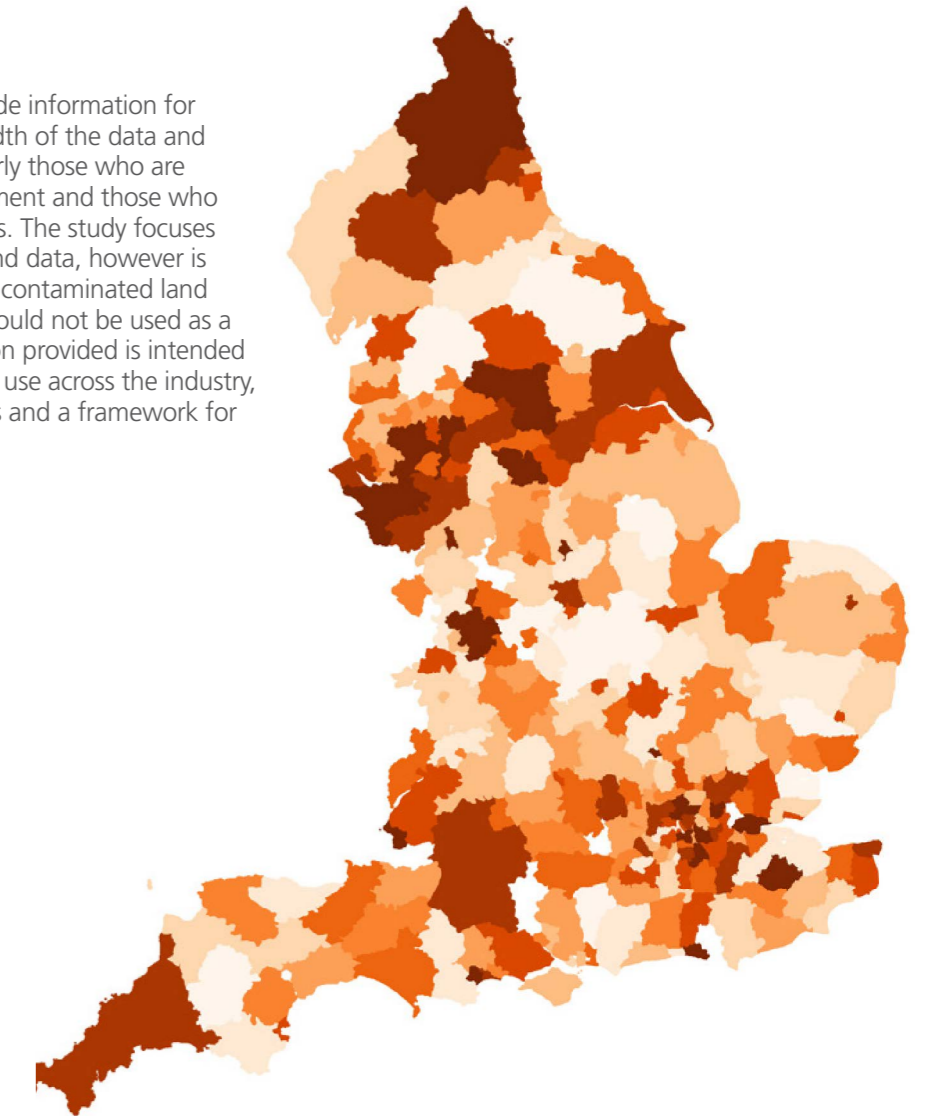 de information for
dth of the data and
rly those who are
ment and those who
s. The study focuses
nd data, however is
contaminated land
ould not be used as a
on provided is intended
use across the industry,
s and a framework for